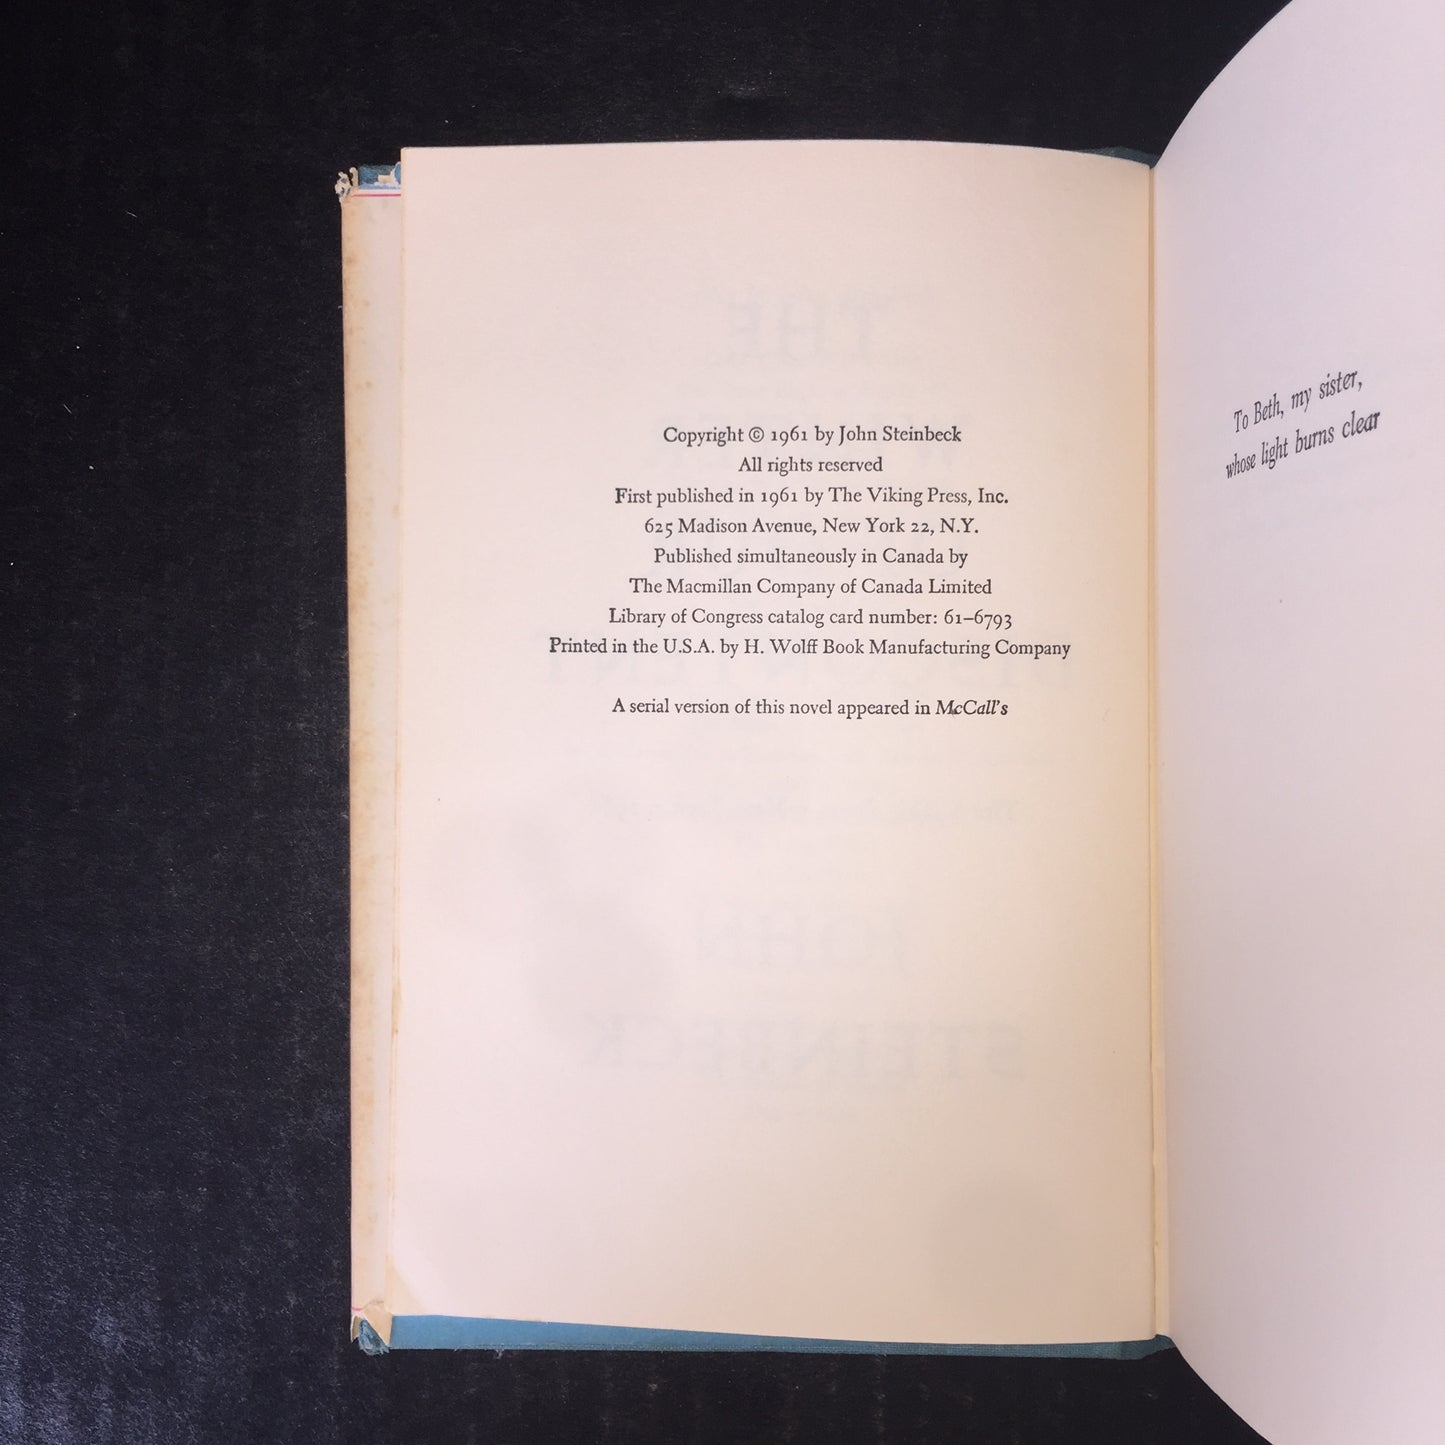 Copyright © 1961 by John Steinbeck
All rights reserved
First published in 1961 by The Viking Press, Inc.
625 Madison Avenue, New York 22, N.Y.
Published simultaneously in Canada by
The Macmillan Company of Canada Limited
Library of Congress catalog card number: 61–6793
Printed in the U.S.A. by H. Wolff Book Manufacturing Company
A serial version of this novel appeared in McCall's
To Beth, my sister,
whose light burns clear